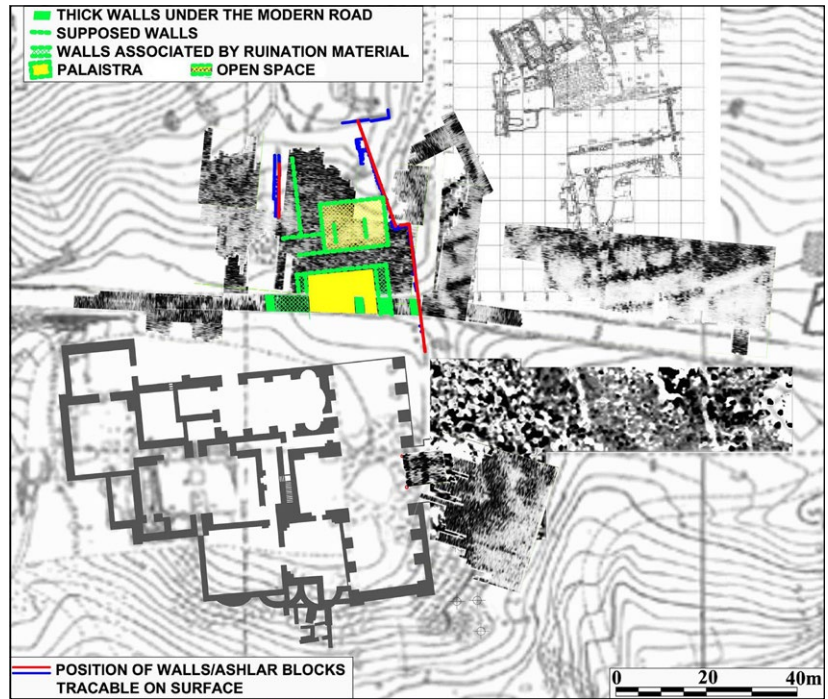 THICK WALLS UNDER THE MODERN ROAD
SUPPOSED WALLS
WALLS ASSOCIATED BY RUINATION MATERIAL
PALAISTRA OPEN SPACE
POSITION OF WALLS/ASHLAR BLOCKS
TRACABLE ON SURFACE
0 20 40m